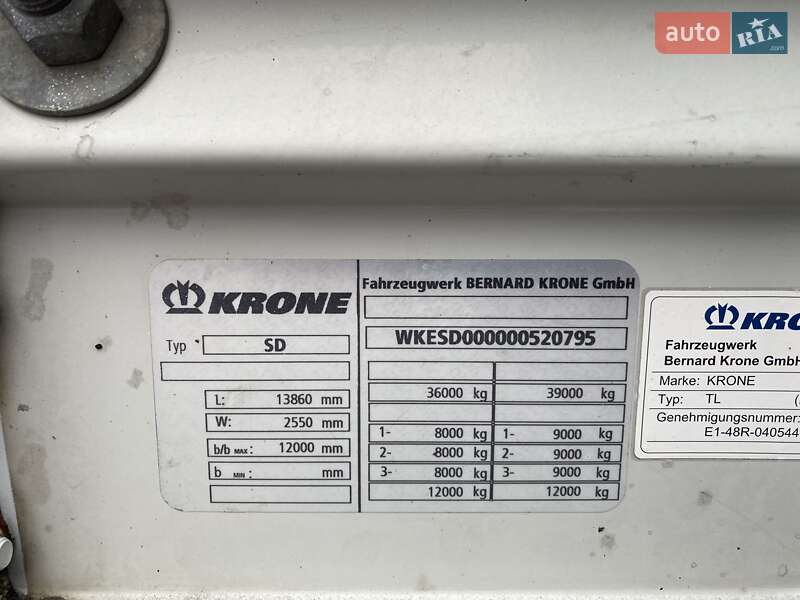 auto RIA .com
KRONE
Typ SD
L: 13860 mm
W: 2550 mm
b/b MAX: 12000 mm
b MIN: mm
Fahrzeugwerk BERNARD KRONE GmbH
WKESD000000520795
36000 kg 39000 kg
1- 8000 kg 1- 9000 kg
2- 8000 kg 2- 9000 kg
3- 8000 kg 3- 9000 kg
12000 kg 12000 kg
KRO
Fahrzeugwerk
Bernard Krone GmbH
Marke: KRONE
Typ: TL (
Genehmigungsnummer:
E1-48R-040544